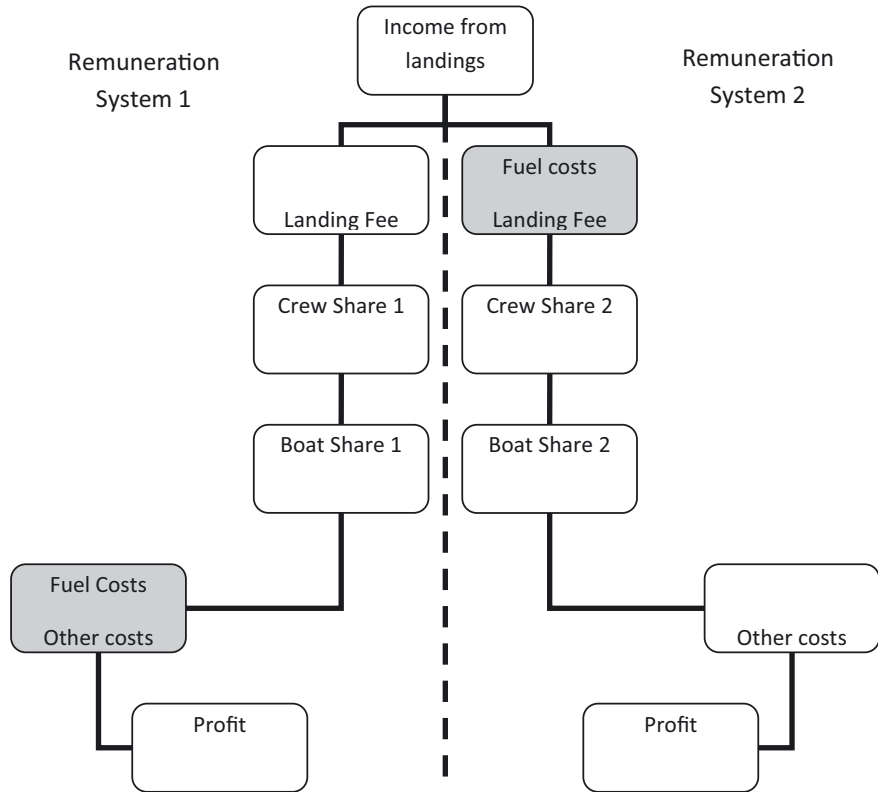 Income from
landings
Remuneration
System 1
Remuneration
System 2
Landing Fee
Fuel costs
Landing Fee
Crew Share 1
Crew Share 2
Boat Share 1
Boat Share 2
Fuel Costs
Other costs
Other costs
Profit
Profit